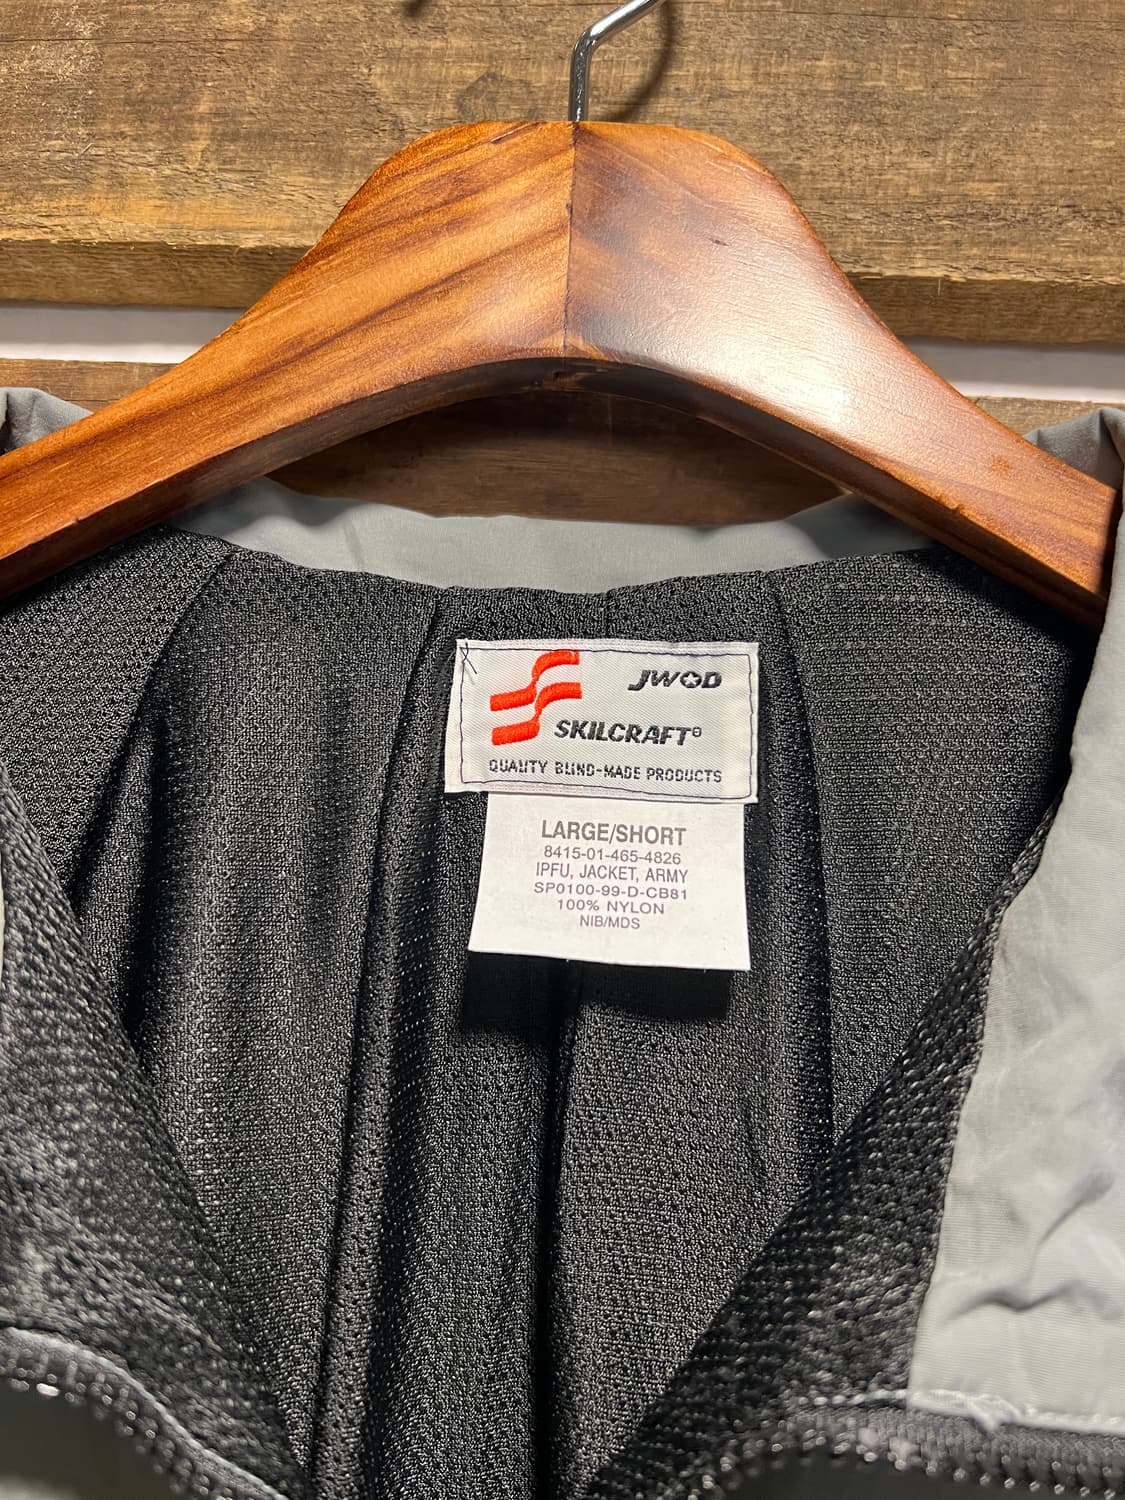 JWOD
SKILCRAFT®
QUALITY BLIND-MADE PRODUCTS
LARGE/SHORT
8415-01-465-4826
IPFU, JACKET, ARMY
SP0100-99-D-CB81
100% NYLON
NIB/MDS